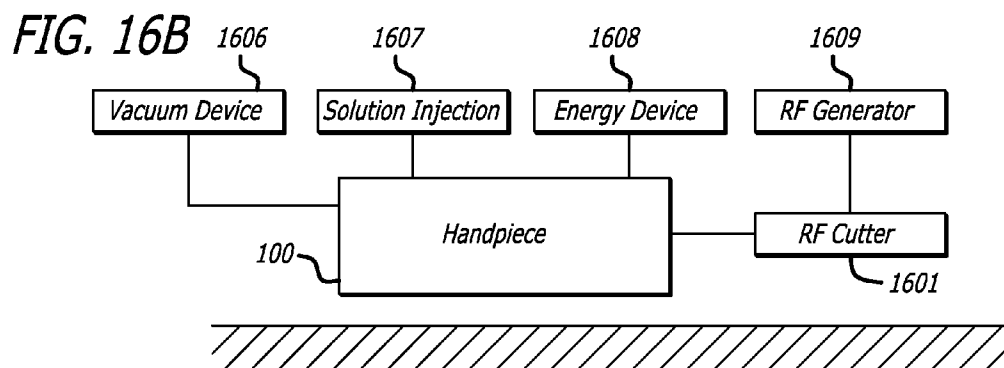 FIG. 16B
1606
1607
1608
1609
Vacuum Device
Solution Injection
Energy Device
RF Generator
Handpiece
RF Cutter
100
1601